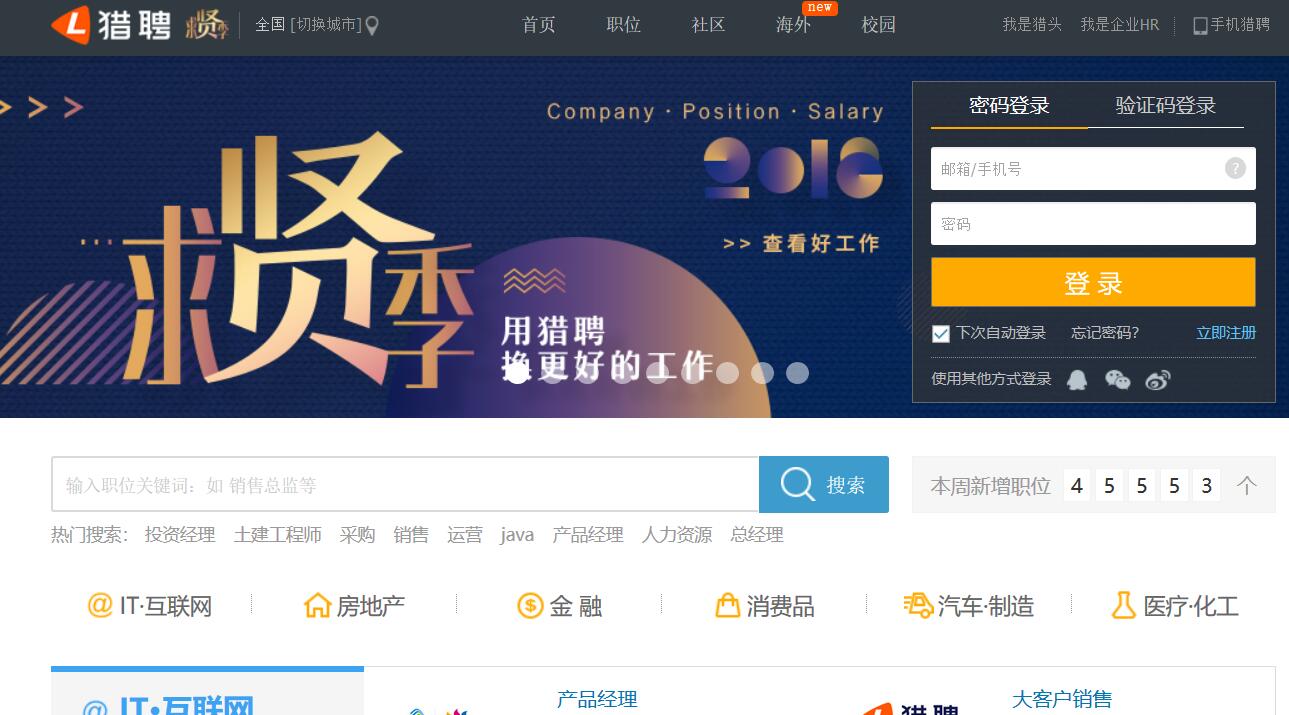 猎聘 求贤季 全国 [切换城市] 首页 职位 社区 海外 new 校园 我是猎头 我是企业HR 手机猎聘
Company · Position · Salary
2018
>> 查看好工作
求贤季
用猎聘
换更好的工作
密码登录 验证码登录
邮箱/手机号 ?
密码
登录
下次自动登录 忘记密码? 立即注册
使用其他方式登录
输入职位关键词：如 销售总监等 搜索
本周新增职位 4 5 5 5 3 个
热门搜索： 投资经理 土建工程师 采购 销售 运营 java 产品经理 人力资源 总经理
@ IT·互联网 房地产 $ 金融 消费品 汽车·制造 医疗·化工
@ IT·互联网 产品经理 猎聘 大客户销售